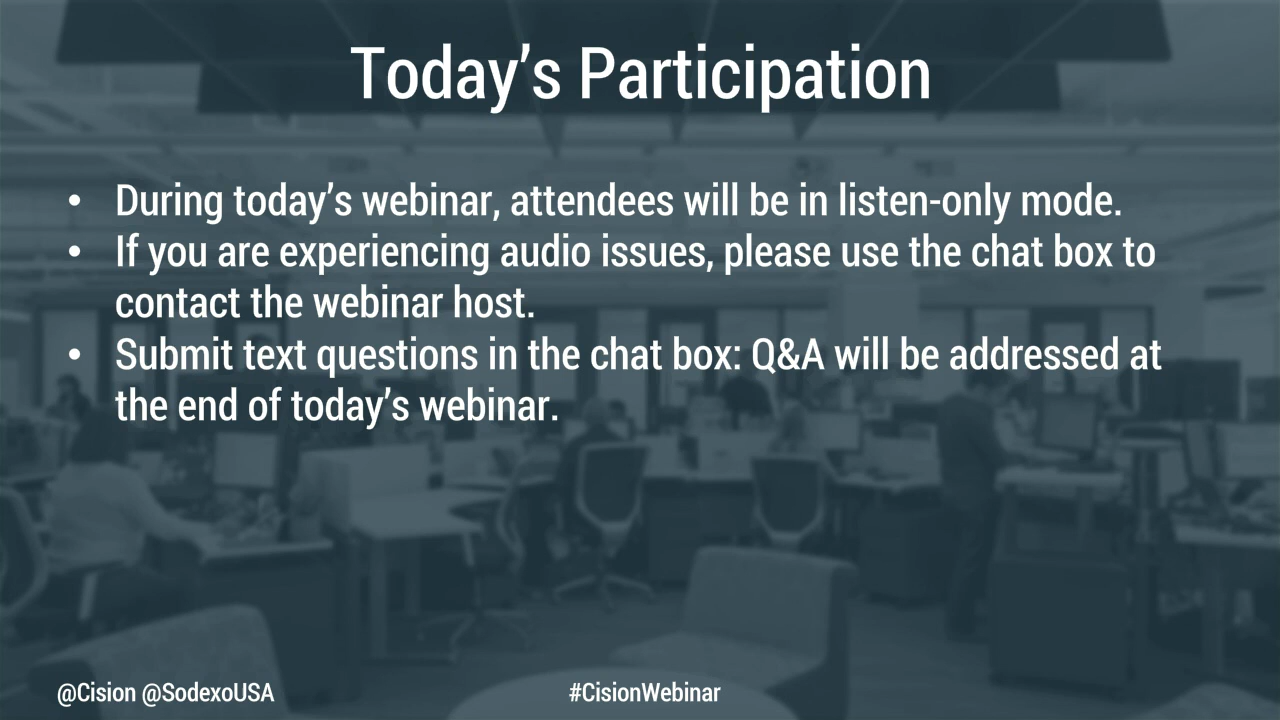 Today’s Participation
• During today’s webinar, attendees will be in listen-only mode.
• If you are experiencing audio issues, please use the chat box to
contact the webinar host.
• Submit text questions in the chat box: Q&A will be addressed at
the end of today’s webinar.
@Cision @SodexoUSA
#CisionWebinar